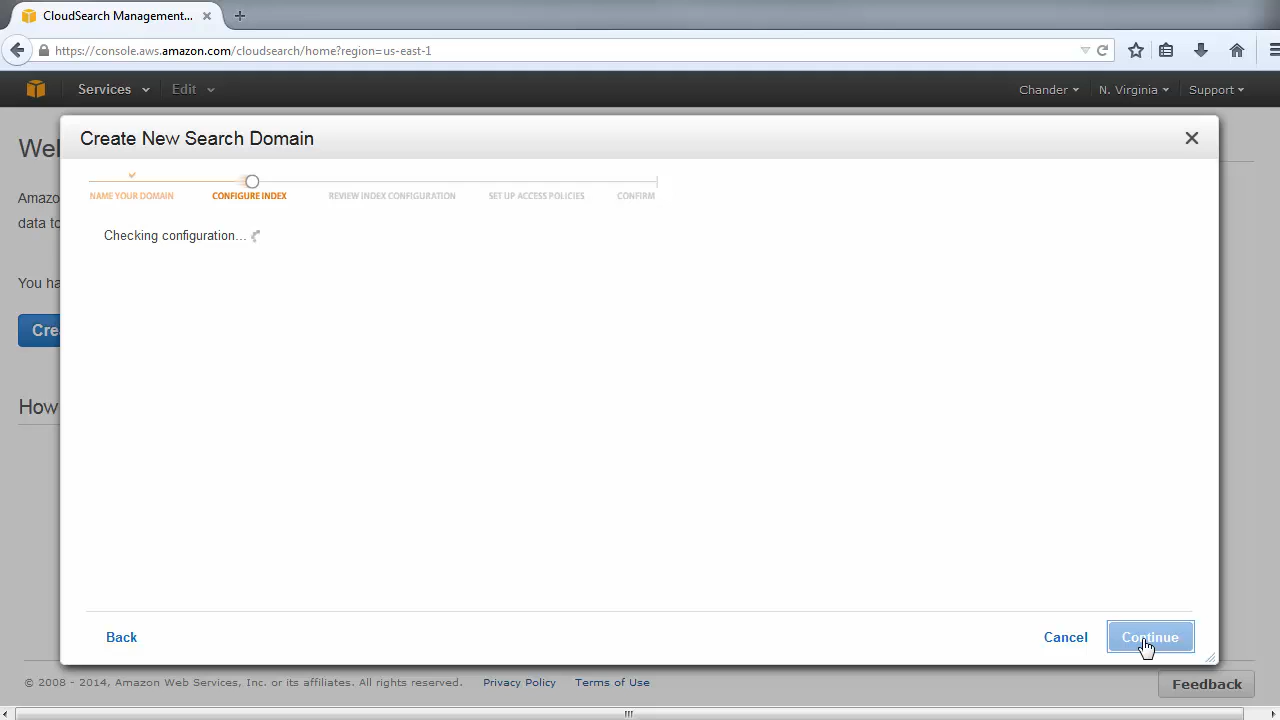 CloudSearch Management...
https://console.aws.amazon.com/cloudsearch/home?region=us-east-1
Services Edit Chander N. Virginia Support
Wel
Create New Search Domain
NAME YOUR DOMAIN CONFIGURE INDEX REVIEW INDEX CONFIGURATION SET UP ACCESS POLICIES CONFIRM
Amazo
data to
Checking configuration...
You ha
Cre
How
Back Cancel Continue
© 2008 - 2014, Amazon Web Services, Inc. or its affiliates. All rights reserved. Privacy Policy Terms of Use
Feedback